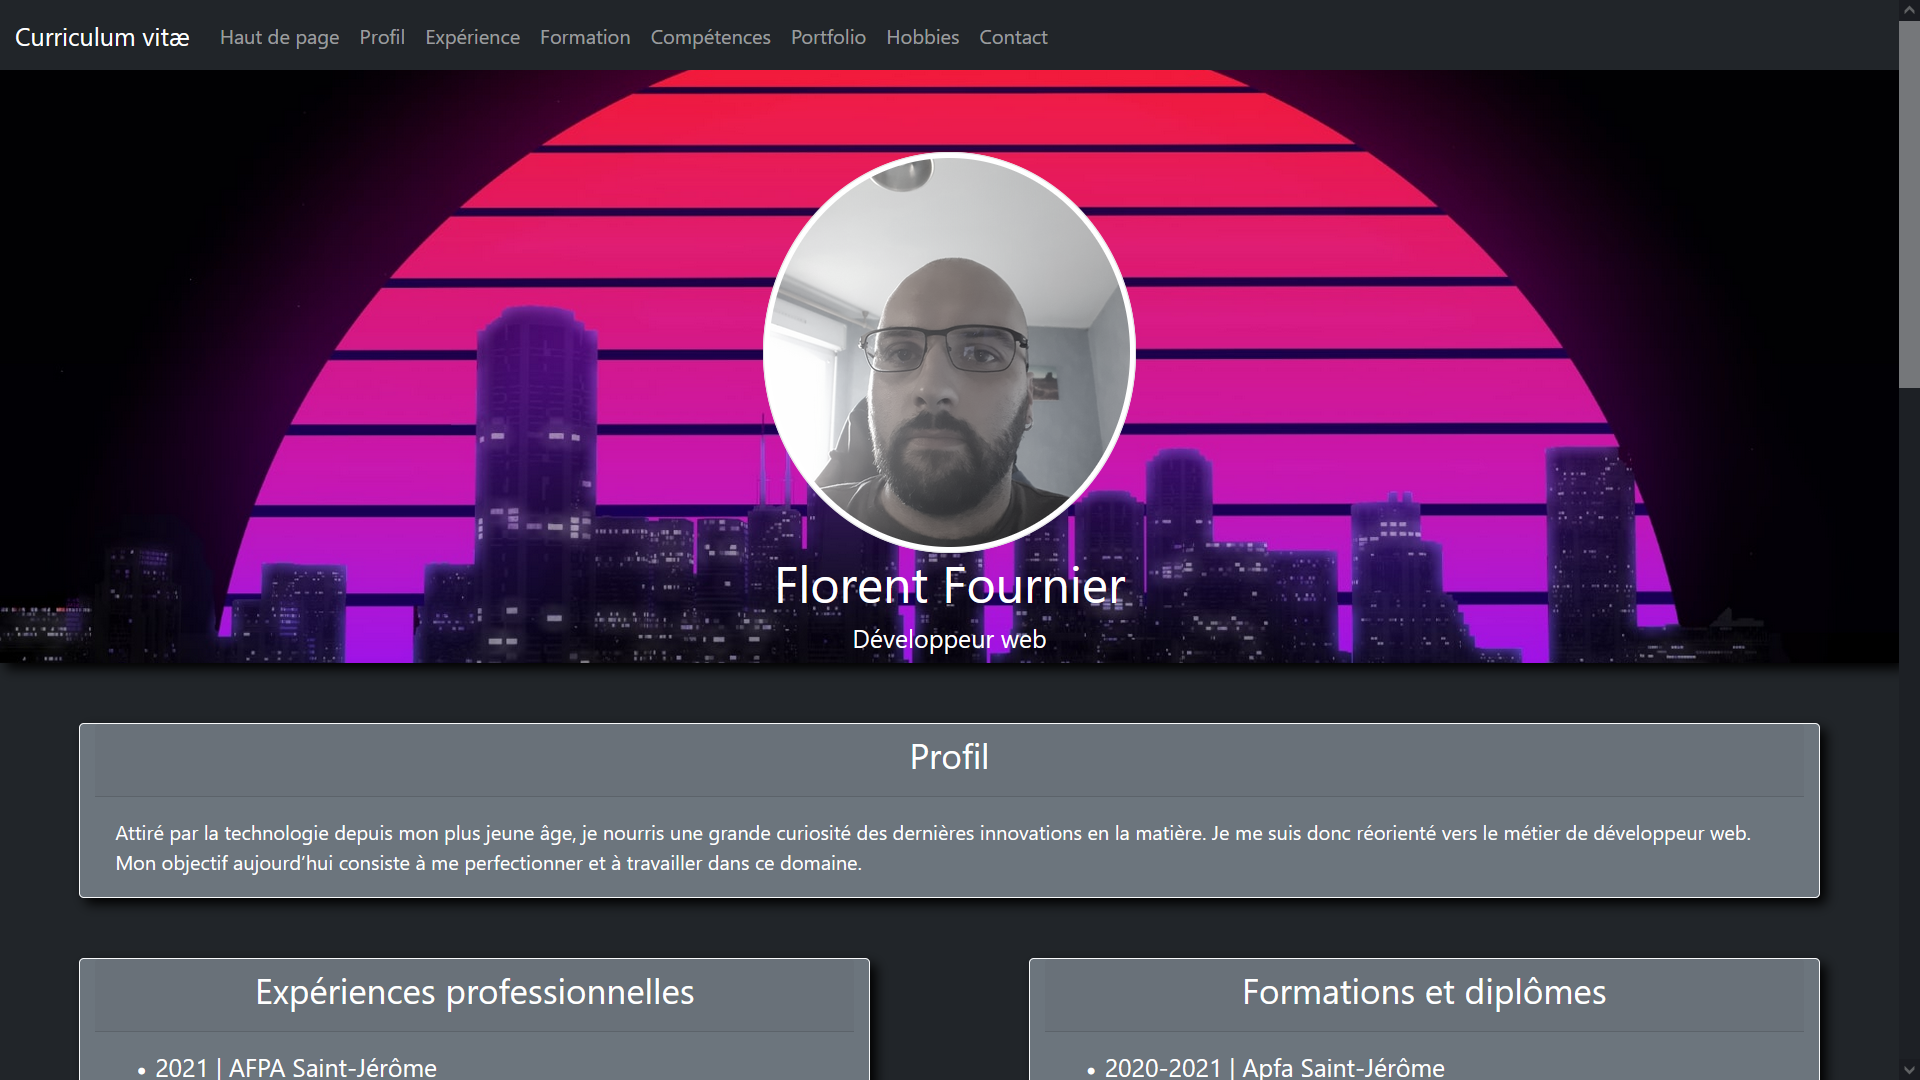 Curriculum vitæ Haut de page Profil Expérience Formation Compétences Portfolio Hobbies Contact
Florent Fournier
Développeur web
Profil
Attiré par la technologie depuis mon plus jeune âge, je nourris une grande curiosité des dernières innovations en la matière. Je me suis donc réorienté vers le métier de développeur web.
Mon objectif aujourd’hui consiste à me perfectionner et à travailler dans ce domaine.
Expériences professionnelles
• 2021 | AFPA Saint-Jérôme
Formations et diplômes
• 2020-2021 | Apfa Saint-Jérôme